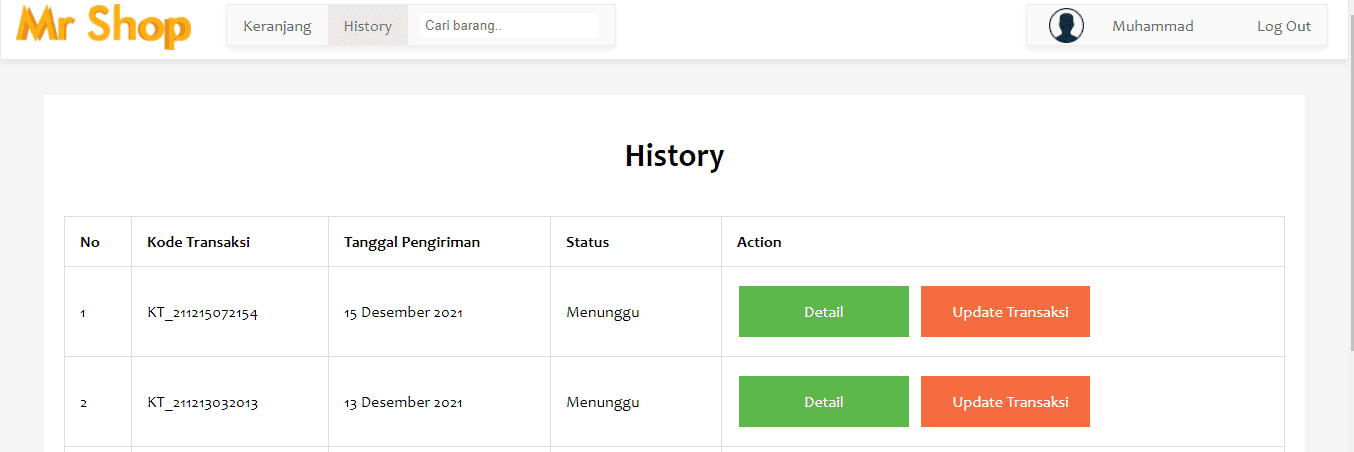 Mr Shop Keranjang History Cari barang.. Muhammad Log Out
History
No Kode Transaksi Tanggal Pengiriman Status Action
1 KT_211215072154 15 Desember 2021 Menunggu Detail Update Transaksi
2 KT_211213032013 13 Desember 2021 Menunggu Detail Update Transaksi